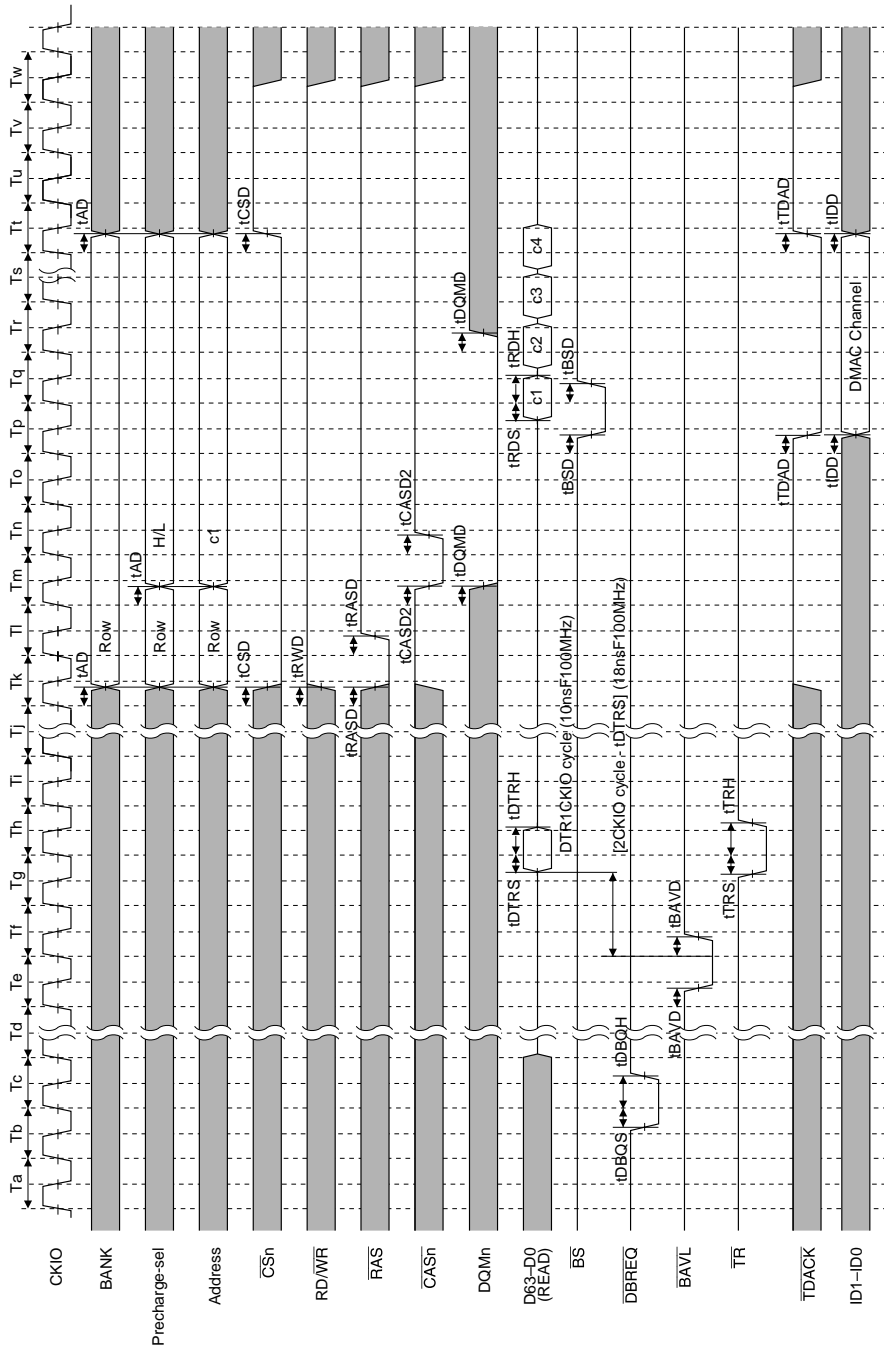 Ta Tb Tc Td Te Tf Tg Th Ti Tj Tk Tl Tm Tn To Tp Tq Tr Ts Tt Tu Tv Tw
CKIO
tAD tAD
BANK Row
tAD
Precharge-sel Row H/L
Address Row c1
tCSD tCSD
CSn
tRWD
RD/WR
tRASD tRASD
RAS
tCASD2 tCASD2
CASn
tDQMD tDQMD
DQMn
tDTRS tDTRH tRDS tRDH
D63–D0
(READ) c1 c2 c3 c4
DTR1CKIO cycle (10nsF100MHz)
tBSD tBSD
BS
[2CKIO cycle - tDTRS] (18nsF100MHz)
tDBQS tDBQH
DBREQ
tBAVD tBAVD
BAVL
tTRS tTRH
TR
tTDAD tTDAD
TDACK
tIDD tIDD
ID1–ID0 DMAC Channel